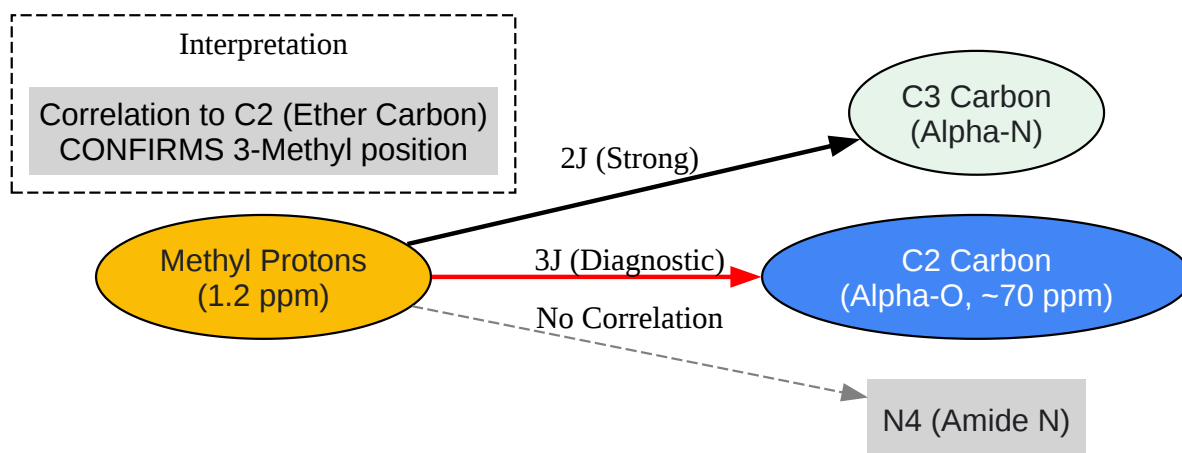 Interpretation
Correlation to C2 (Ether Carbon)
CONFIRMS 3-Methyl position
C3 Carbon
(Alpha-N)
2J (Strong)
Methyl Protons
(1.2 ppm)
3J (Diagnostic)
C2 Carbon
(Alpha-O, ~70 ppm)
No Correlation
N4 (Amide N)